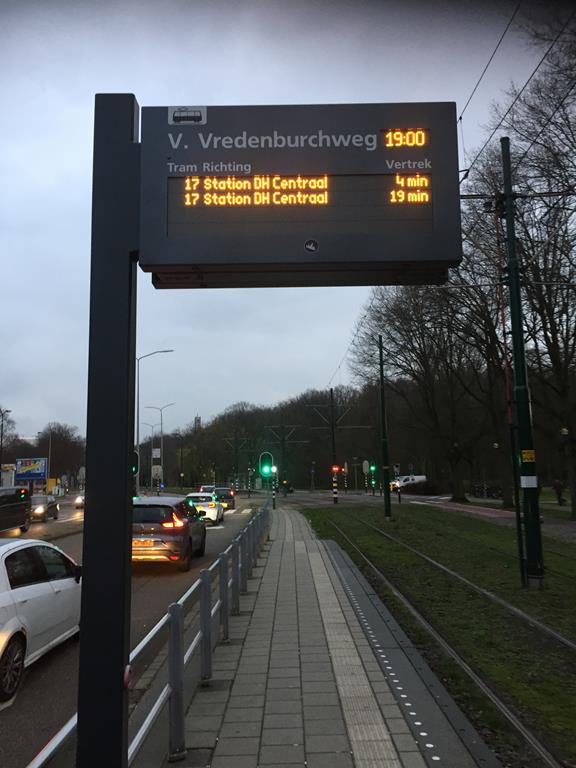 V. Vredenburchweg 19:00
Tram Richting Vertrek
17 Station DH Centraal 4 min
17 Station DH Centraal 19 min